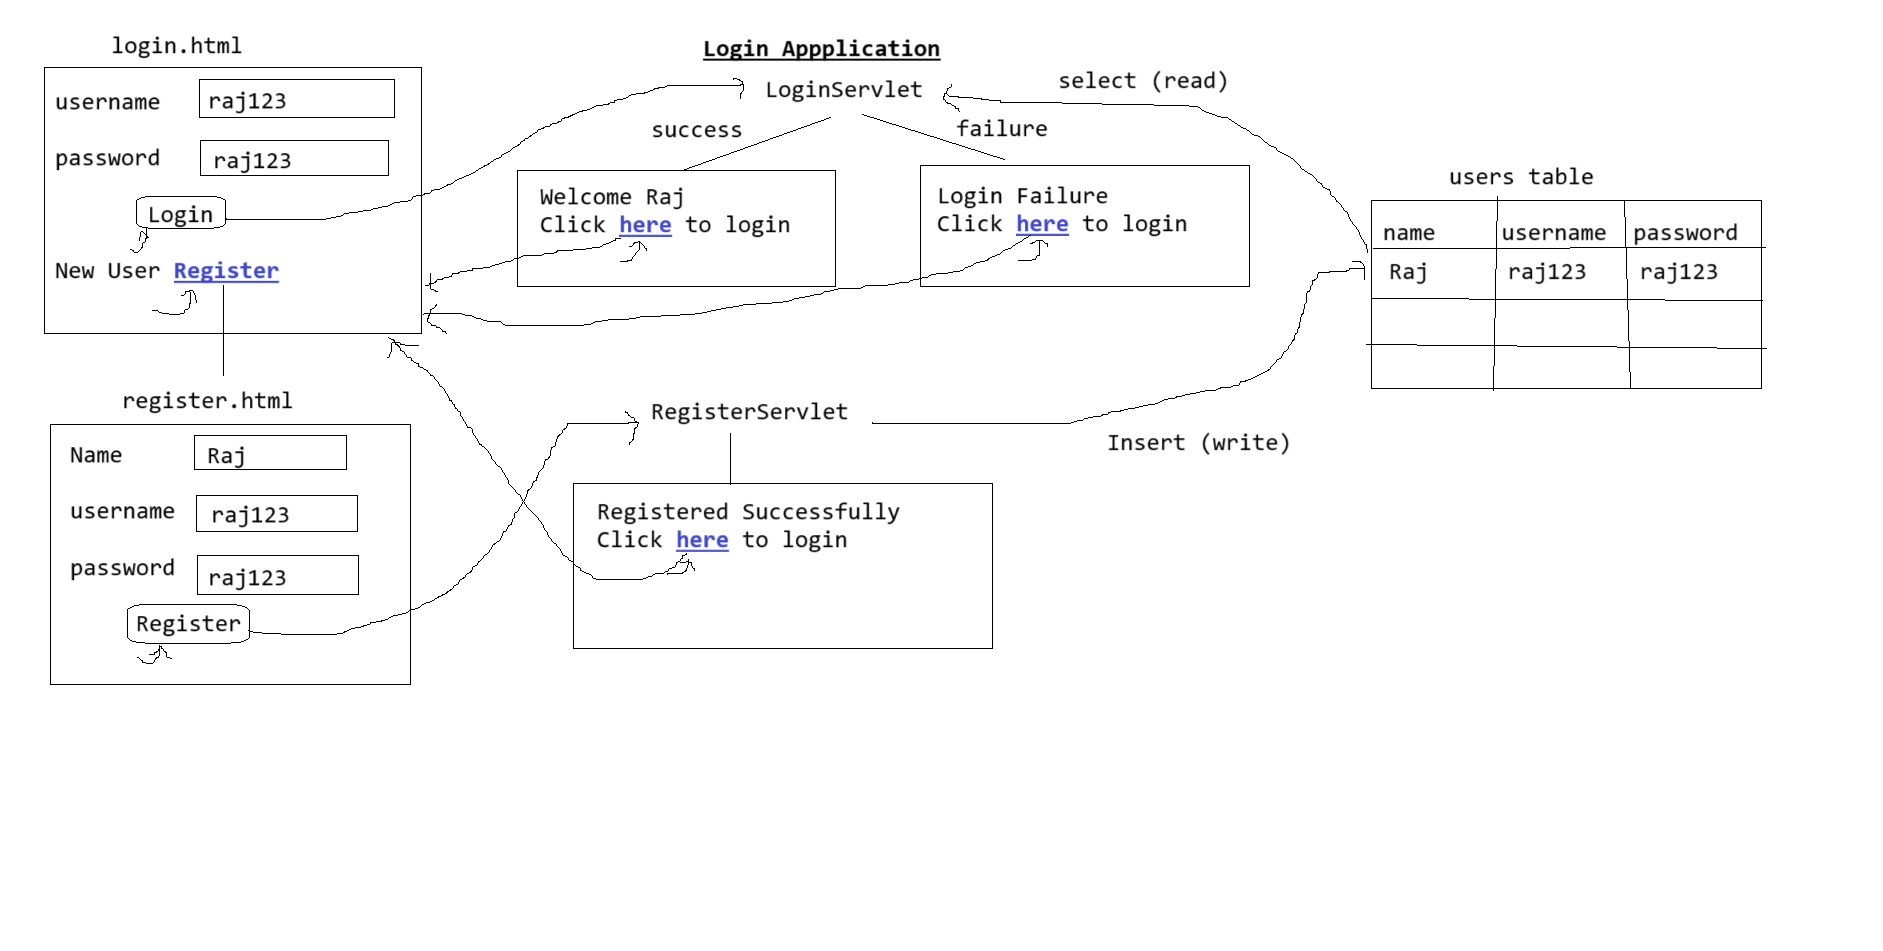 login.html
Login Appplication
username raj123
password raj123
Login
New User Register
LoginServlet
select (read)
success
failure
Welcome Raj
Click here to login
Login Failure
Click here to login
users table
name username password
Raj raj123 raj123
register.html
Name Raj
username raj123
password raj123
Register
RegisterServlet
Insert (write)
Registered Successfully
Click here to login